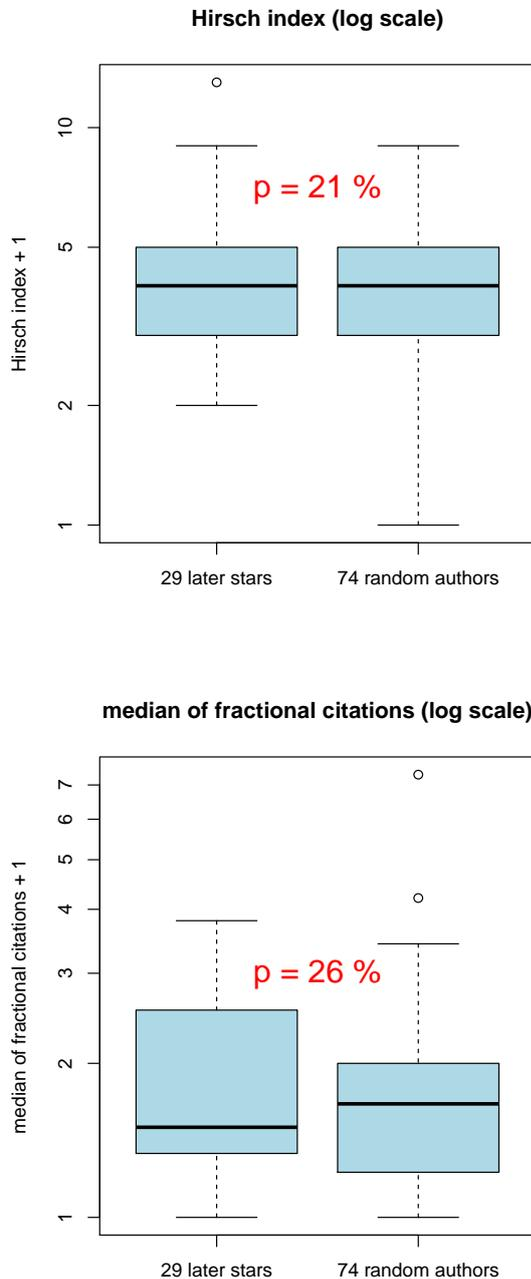 Hirsch index (log scale)
Hirsch index + 1
10
5
2
1
p = 21 %
29 later stars
74 random authors
median of fractional citations (log scale)
median of fractional citations + 1
7
6
5
4
3
2
1
p = 26 %
29 later stars
74 random authors